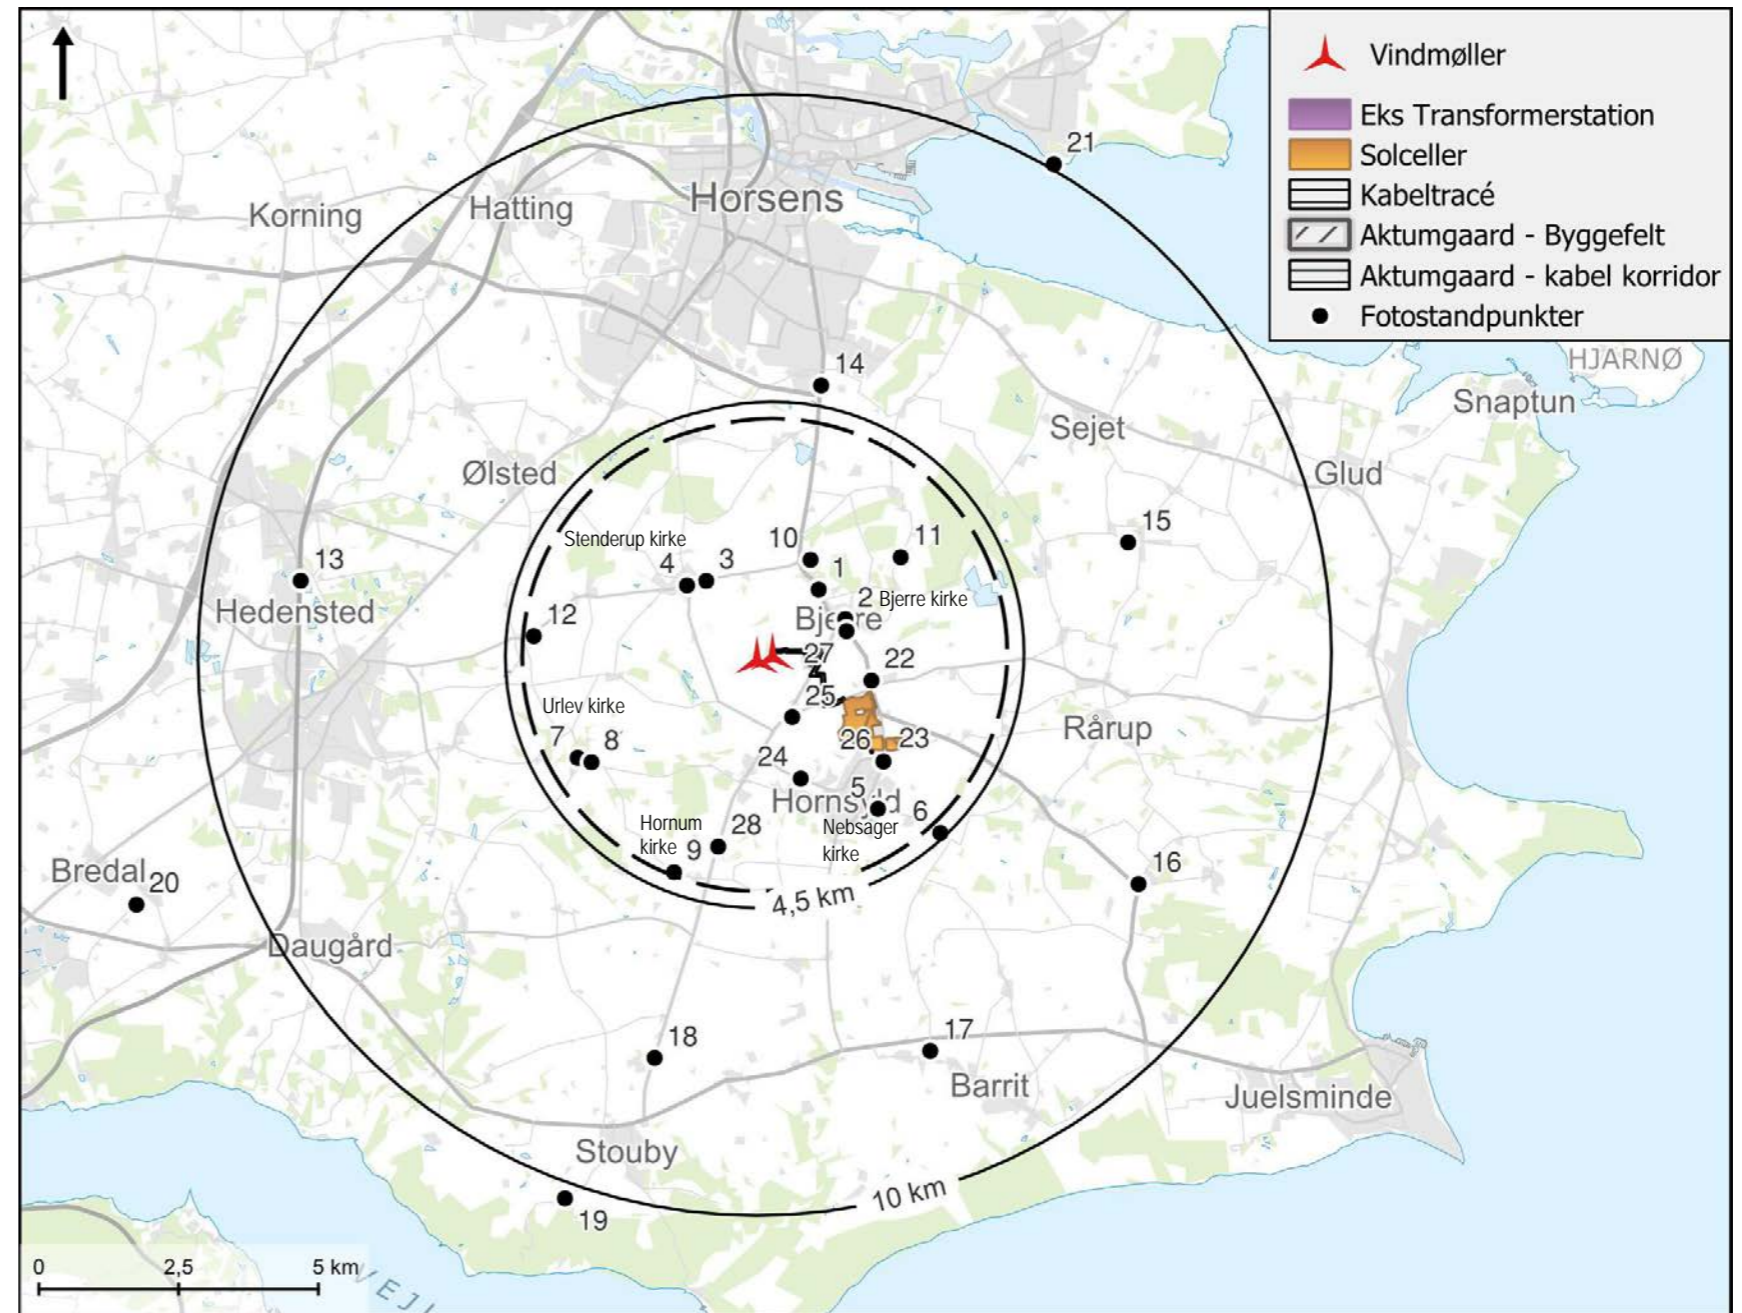 Vindmøller
Eks Transformerstation
Solceller
Kabeltracé
Aktumgaard - Byggefelt
Aktumgaard - kabel korridor
Fotostandpunkter
21
Horsens
Hatting
Korning
HJARNØ
14
Snaptun
Sejet
Ølsted
Glud
15
Stenderup kirke
10
11
13
4
3
1
Hedensted
2
Bjerre kirke
Bjerre
12
27
22
25
Urlev kirke
Rårup
7
8
26
23
24
5
Hornsyld
6
Hornum
kirke
28
Nebsager
kirke
9
16
Bredal
20
4,5 km
Daugård
18
17
Barrit
Juelsminde
Stouby
10 km
19
0
2,5
5 km